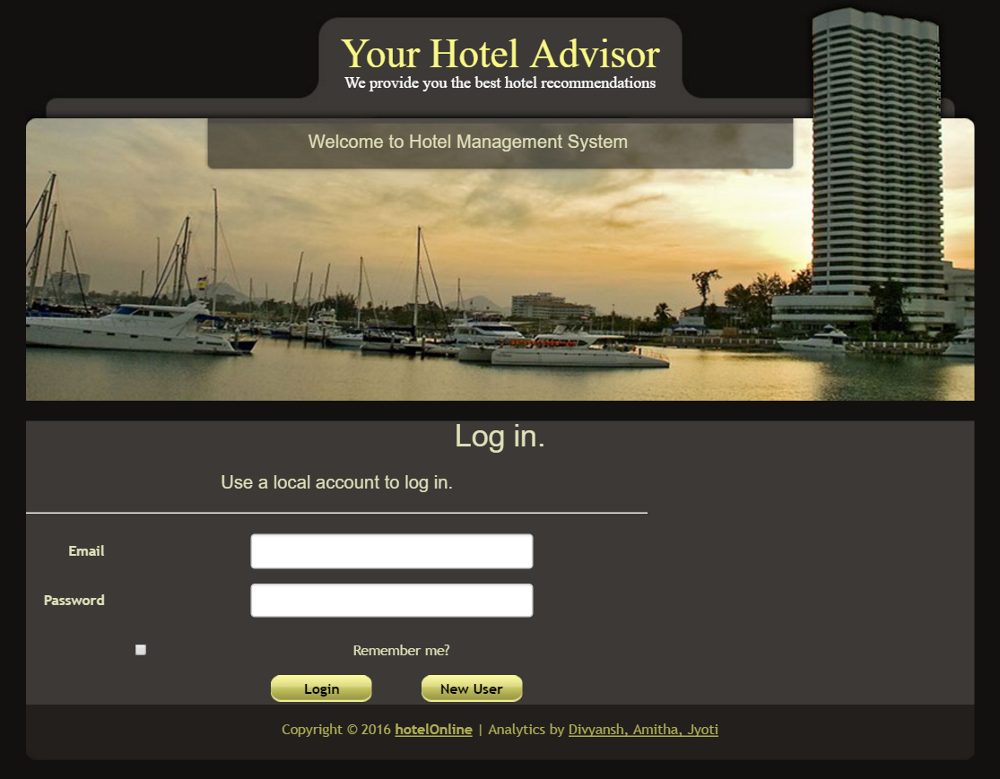 Your Hotel Advisor
We provide you the best hotel recommendations
Welcome to Hotel Management System
Log in.
Use a local account to log in.
Email
Password
Remember me?
Login New User
Copyright © 2016 hotelOnline | Analytics by Divyansh, Amitha, Jyoti